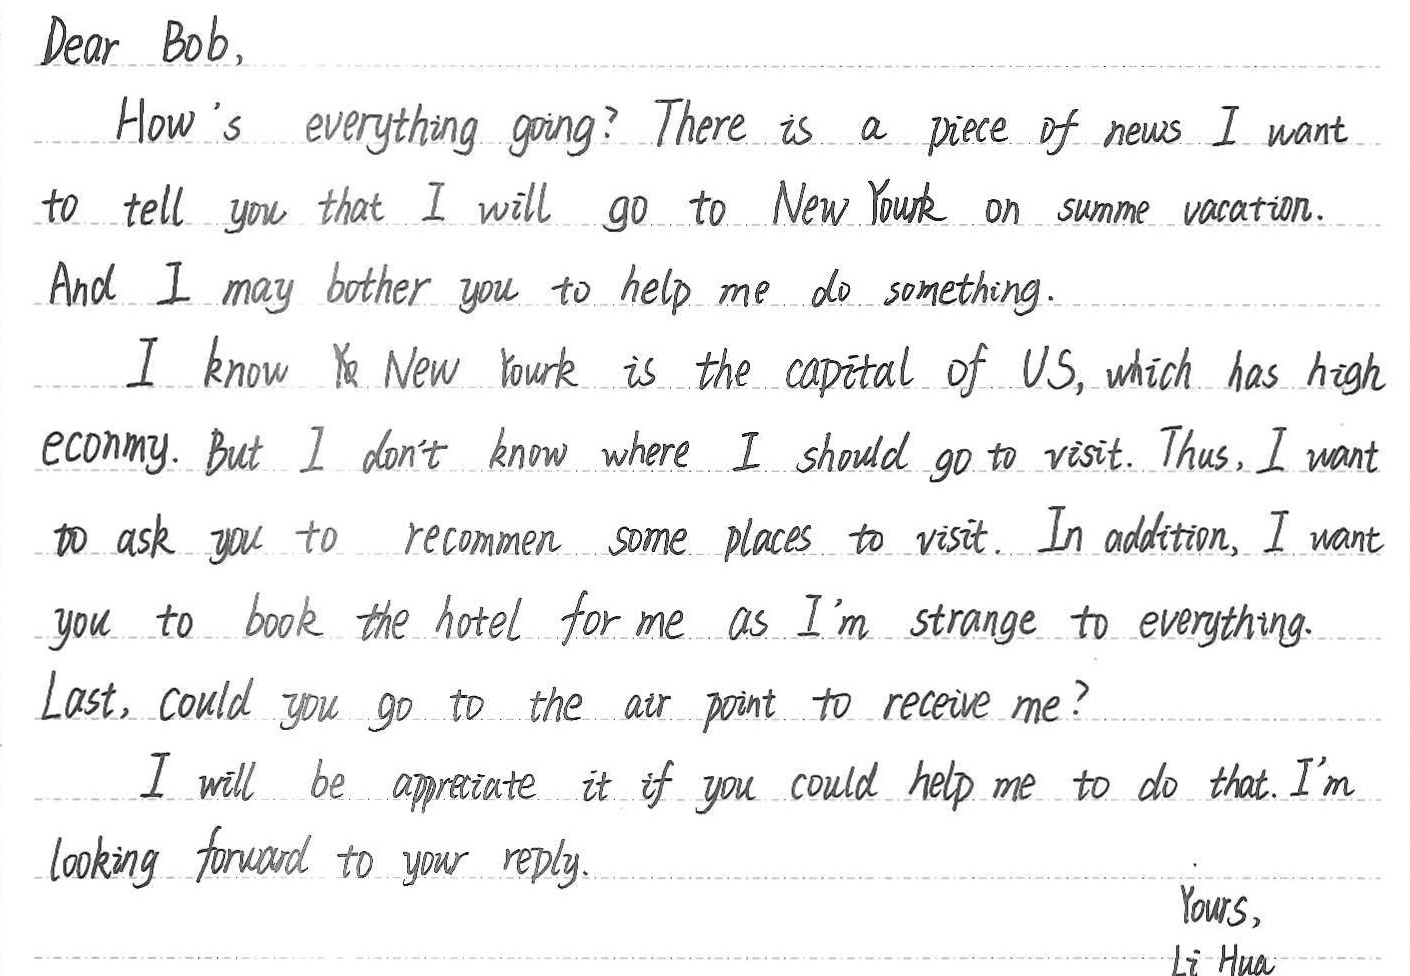 Dear Bob,
How's everything going? There is a piece of news I want
to tell you that I will go to New Yourk on summe vacation.
And I may bother you to help me do something.
I know New Yourk is the capital of US, which has high
econmy. But I don't know where I should go to visit. Thus, I want
to ask you to recommen some places to visit. In addition, I want
you to book the hotel for me as I'm strange to everything.
Last, could you go to the air point to receive me?
I will be appreciate it if you could help me to do that. I'm
looking forward to your reply.
Yours,
Li Hua